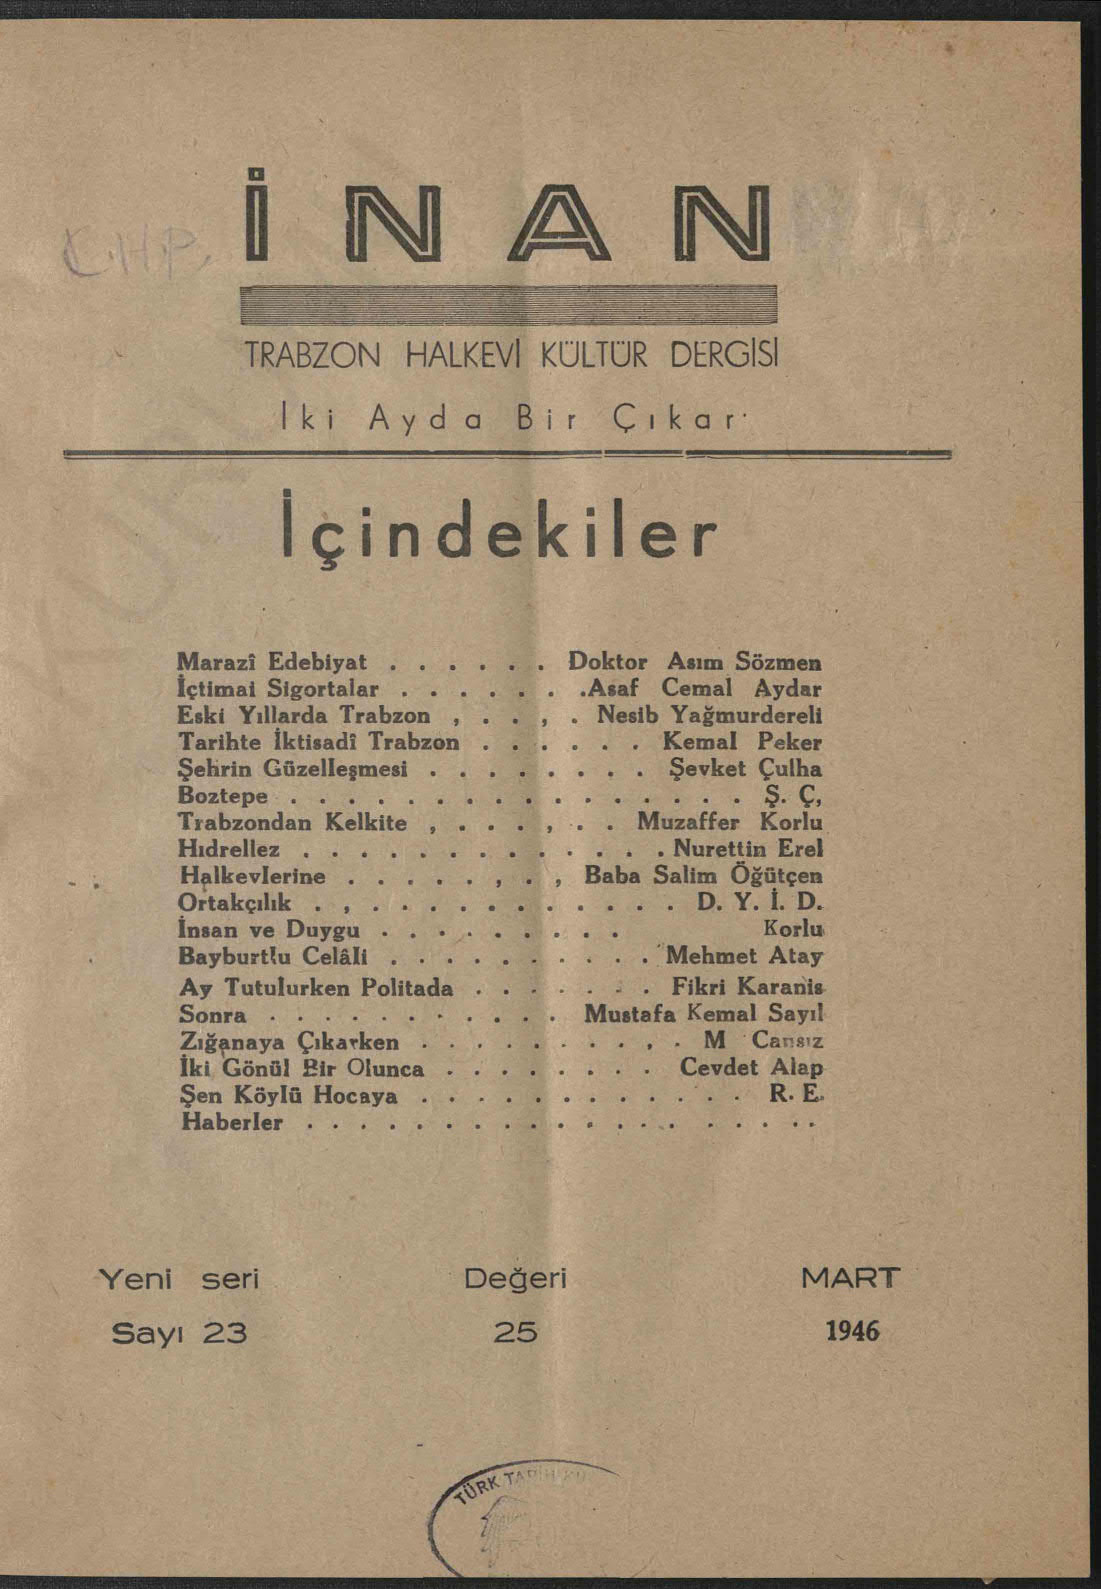 C.H.P.
İNAN
TRABZON HALKEVİ KÜLTÜR DERGİSİ
İki Ayda Bir Çıkar
İçindekiler
Marazî Edebiyat . . . . . . Doktor Asım Sözmen
İçtimai Sigortalar . . . . . . . .Asaf Cemal Aydar
Eski Yıllarda Trabzon , . . , . Nesib Yağmurdereli
Tarihte İktisadî Trabzon . . . . . . Kemal Peker
Şehrin Güzelleşmesi . . . . . . . . Şevket Çulha
Boztepe . . . . . . . . . . . . . . . . Ş. Ç,
Trabzondan Kelkite , . . . , . . Muzaffer Korlu
Hıdrellez . . . . . . . . . . . . . Nurettin Erel
Halkevlerine . . . . . , . , Baba Salim Öğütçen
Ortakçılık . , . . . . . . . . . . . D. Y. İ. D.
İnsan ve Duygu . . . . . . . . . Korlu
Bayburtlu Celâli . . . . . . . . . . Mehmet Atay
Ay Tutulurken Politada . . . . . . . Fikri Karanis
Sonra . . . . . . . . . . . Mustafa Kemal Sayıl
Zığanaya Çıkarken . . . . . . . . , . M Cansız
İki Gönül Bir Olunca . . . . . . . . Cevdet Alap
Şen Köylü Hocaya . . . . . . . . . . . . R. E.
Haberler . . . . . . . . . . . . . . . . . .
Yeni seri Değeri MART
Sayı 23 25 1946
TÜRK TARİH